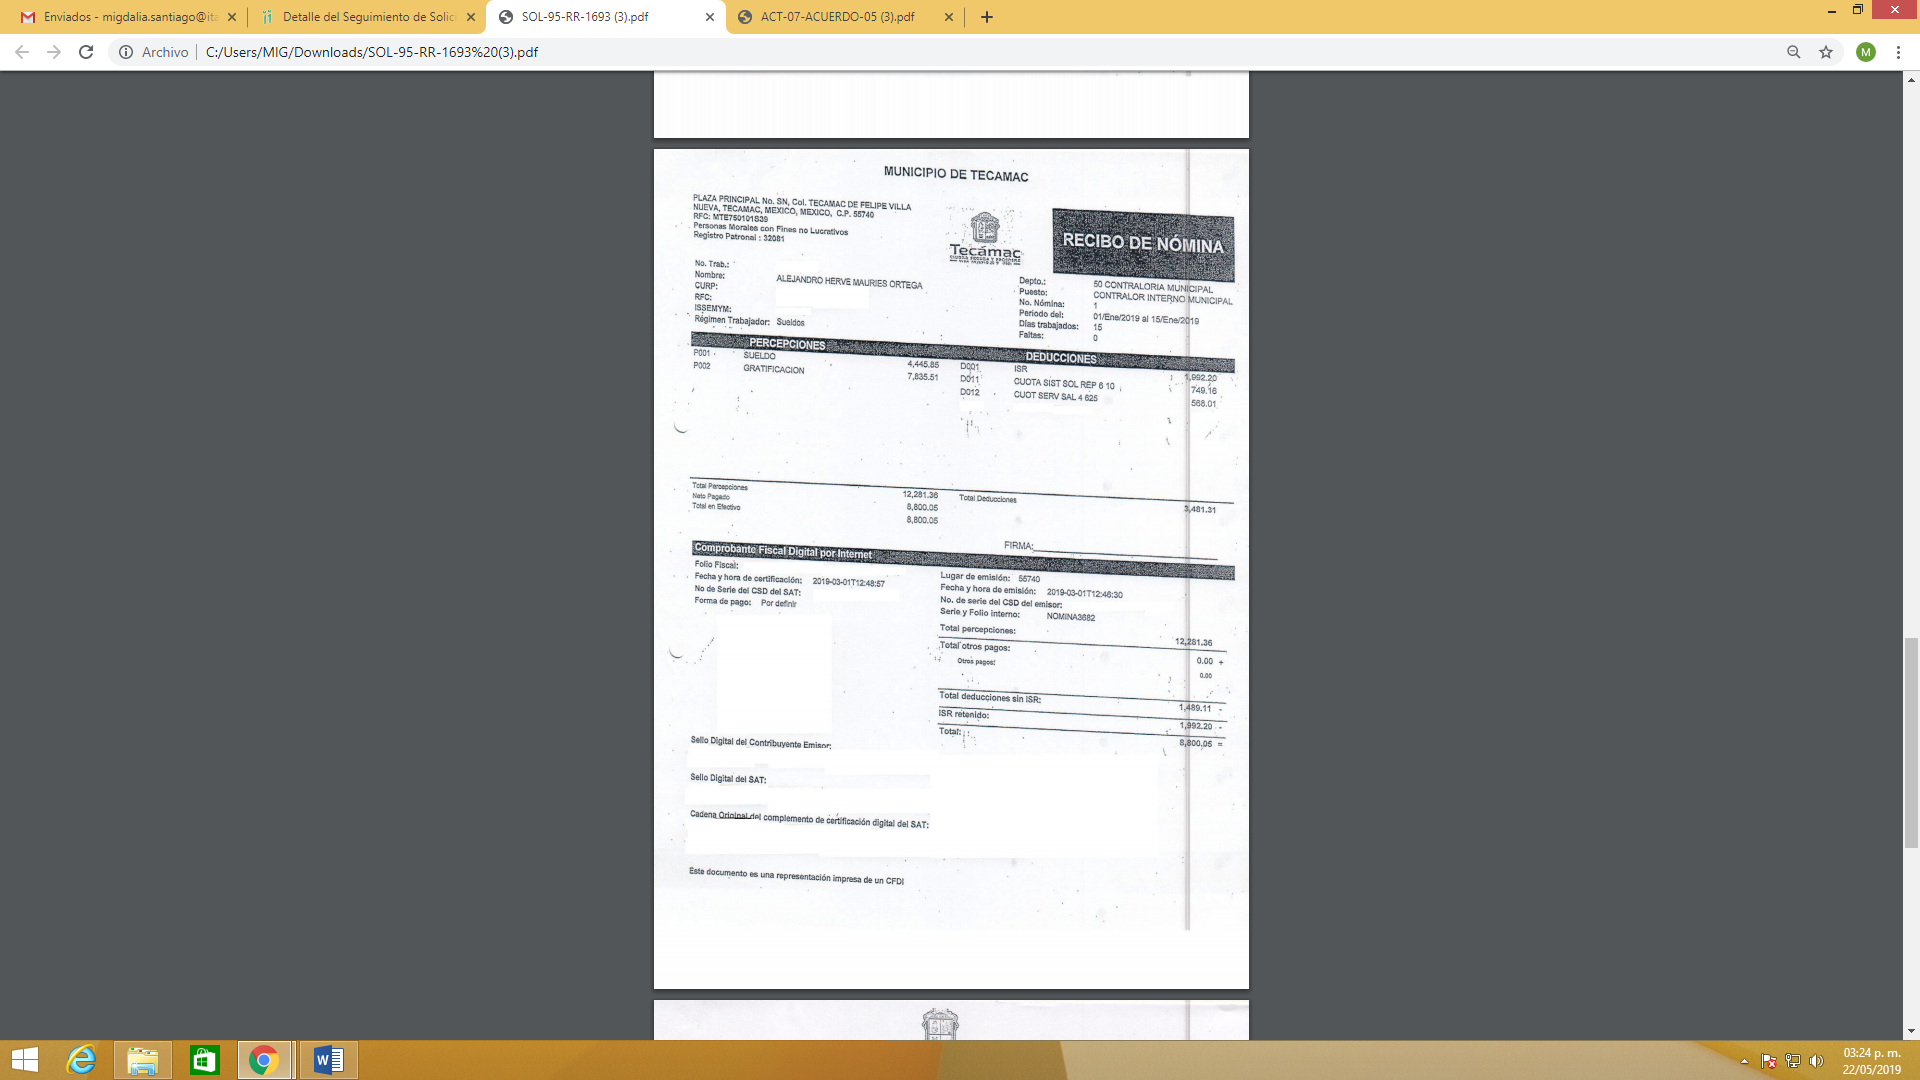 Enviados - migdalia.santiago@ita
Detalle del Seguimiento de Solici
SOL-95-RR-1693 (3).pdf
ACT-07-ACUERDO-05 (3).pdf
Archivo
C:/Users/MIG/Downloads/SOL-95-RR-1693%20(3).pdf
M
MUNICIPIO DE TECAMAC
PLAZA PRINCIPAL No. SN, Col. TECAMAC DE FELIPE VILLA
NUEVA, TECAMAC, MEXICO, MEXICO, C.P. 55740
RFC: MTE750101S39
Personas Morales con Fines no Lucrativos
Registro Patronal : 32081
Tecámac
RECIBO DE NÓMINA
No. Trab.:
Nombre: ALEJANDRO HERVE MAURIES ORTEGA
CURP:
RFC:
ISSEMYM:
Régimen Trabajador: Sueldos
Depto.: 50 CONTRALORIA MUNICIPAL
Puesto: CONTRALOR INTERNO MUNICIPAL
No. Nómina: 1
Periodo del: 01/Ene/2019 al 15/Ene/2019
Días trabajados: 15
Faltas: 0
PERCEPCIONES DEDUCCIONES
P001 SUELDO 4,445.85 D001 ISR 1,992.20
P002 GRATIFICACION 7,835.51 D011 CUOTA SIST SOL REP 6 10 749.16
D012 CUOT SERV SAL 4 625 568.01
Total Percepciones 12,281.36 Total Deducciones 3,481.31
Neto Pagado 8,800.05
Total en Efectivo 8,800.05
FIRMA:
Comprobante Fiscal Digital por Internet
Folio Fiscal:
Fecha y hora de certificación: 2019-03-01T12:48:57
No de Serie del CSD del SAT:
Forma de pago: Por definir
Lugar de emisión: 55740
Fecha y hora de emisión: 2019-03-01T12:46:30
No. de serie del CSD del emisor:
Serie y Folio interno: NOMINA3682
Total percepciones: 12,281.36
Total otros pagos: 0.00 +
Otros pagos: 0.00
Total deducciones sin ISR: 1,489.11 -
ISR retenido: 1,992.20 -
Total: 8,800.05 =
Sello Digital del Contribuyente Emisor:
Sello Digital del SAT:
Cadena Original del complemento de certificación digital del SAT:
Este documento es una representación impresa de un CFDI
03:24 p. m.
22/05/2019